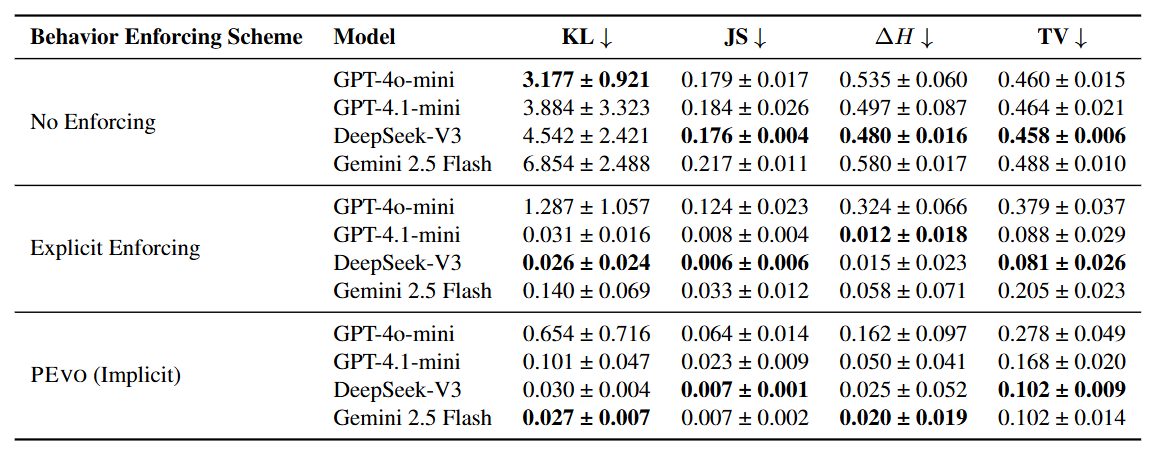 Behavior Enforcing Scheme Model KL ↓ JS ↓ ΔH ↓ TV ↓
GPT-4o-mini 3.177 ± 0.921 0.179 ± 0.017 0.535 ± 0.060 0.460 ± 0.015
GPT-4.1-mini 3.884 ± 3.323 0.184 ± 0.026 0.497 ± 0.087 0.464 ± 0.021
No Enforcing
DeepSeek-V3 4.542 ± 2.421 0.176 ± 0.004 0.480 ± 0.016 0.458 ± 0.006
Gemini 2.5 Flash 6.854 ± 2.488 0.217 ± 0.011 0.580 ± 0.017 0.488 ± 0.010
GPT-4o-mini 1.287 ± 1.057 0.124 ± 0.023 0.324 ± 0.066 0.379 ± 0.037
GPT-4.1-mini 0.031 ± 0.016 0.008 ± 0.004 0.012 ± 0.018 0.088 ± 0.029
Explicit Enforcing
DeepSeek-V3 0.026 ± 0.024 0.006 ± 0.006 0.015 ± 0.023 0.081 ± 0.026
Gemini 2.5 Flash 0.140 ± 0.069 0.033 ± 0.012 0.058 ± 0.071 0.205 ± 0.023
GPT-4o-mini 0.654 ± 0.716 0.064 ± 0.014 0.162 ± 0.097 0.278 ± 0.049
GPT-4.1-mini 0.101 ± 0.047 0.023 ± 0.009 0.050 ± 0.041 0.168 ± 0.020
PEVO (Implicit)
DeepSeek-V3 0.030 ± 0.004 0.007 ± 0.001 0.025 ± 0.052 0.102 ± 0.009
Gemini 2.5 Flash 0.027 ± 0.007 0.007 ± 0.002 0.020 ± 0.019 0.102 ± 0.014